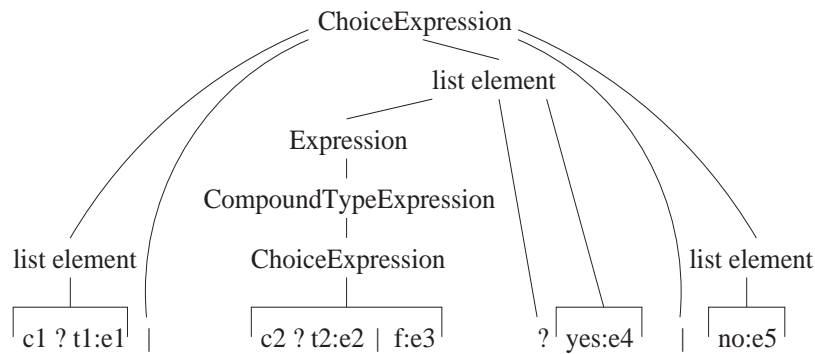 ChoiceExpression
list element
Expression
CompoundTypeExpression
list element ChoiceExpression list element
c1 ? t1:e1 | c2 ? t2:e2 | f:e3 ? yes:e4 | no:e5